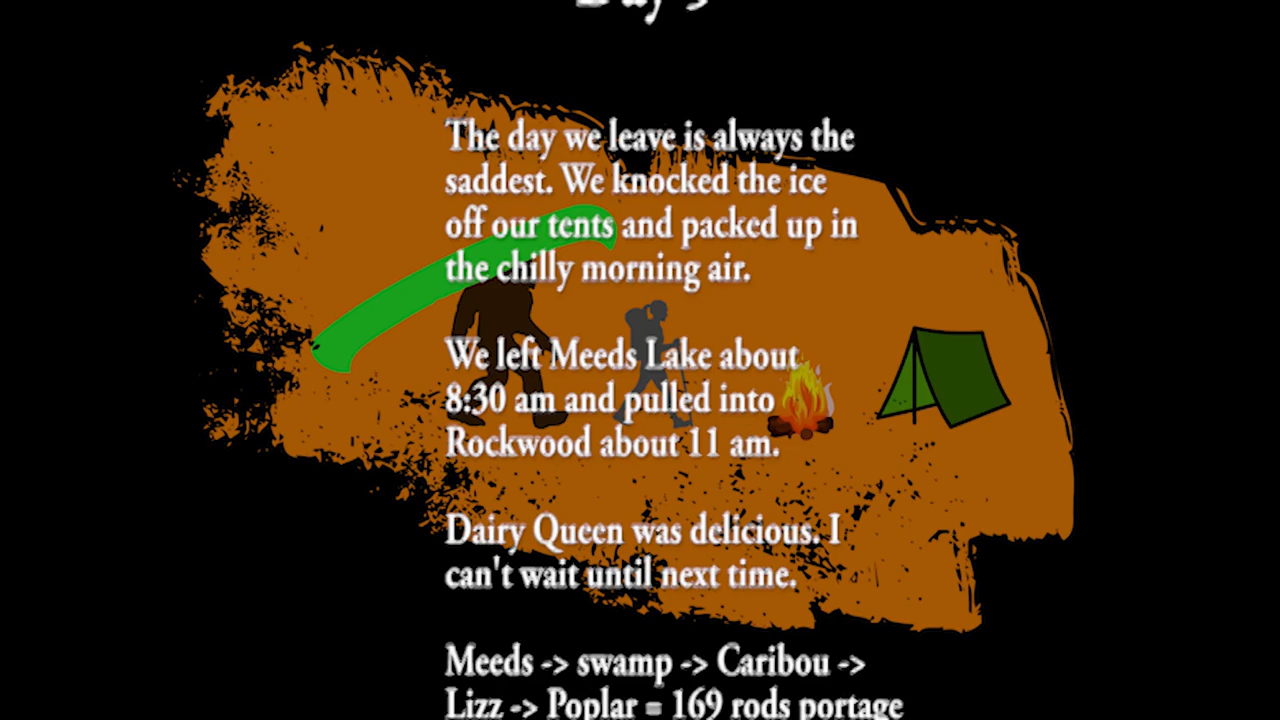 The day we leave is always the
saddest. We knocked the ice
off our tents and packed up in
the chilly morning air.
We left Meeds Lake about
8:30 am and pulled into
Rockwood about 11 am.
Dairy Queen was delicious. I
can't wait until next time.
Meeds -> swamp -> Caribou ->
Lizz -> Poplar = 169 rods portage